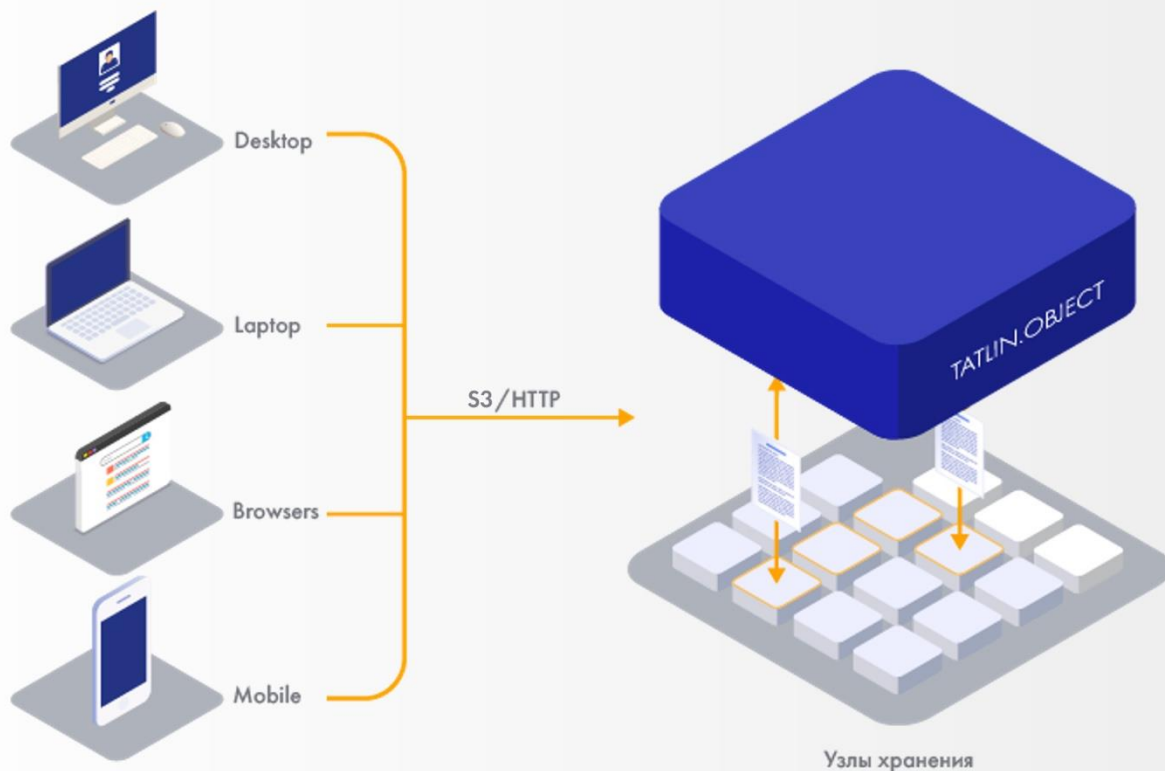 Desktop
Laptop
Browsers
Mobile
S3/HTTP
TATLIN.OBJECT
Узлы хранения